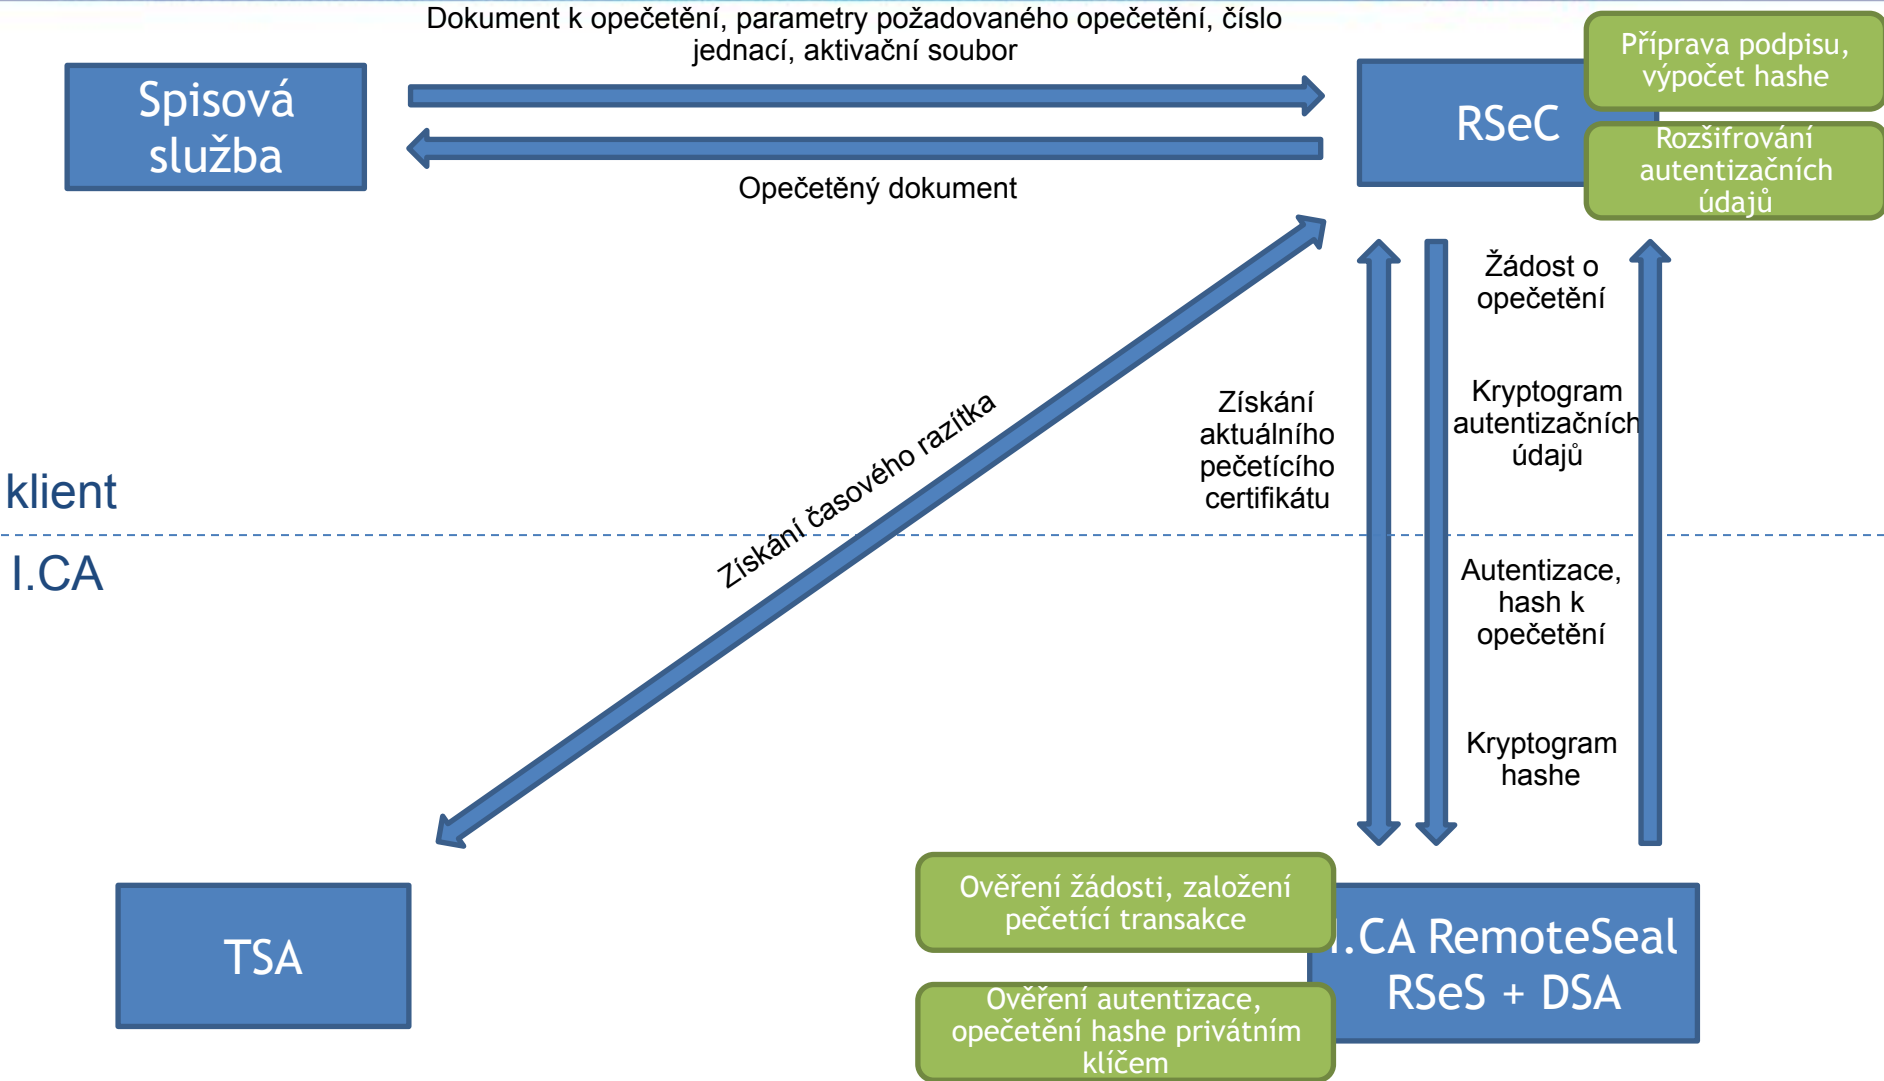 Dokument k opečetění, parametry požadovaného opečetění, číslo
jednací, aktivační soubor
Spisová
služba
Opečetěný dokument
RSeC
Příprava podpisu,
výpočet hashe
Rozšifrování
autentizačních
údajů
Žádost o
opečetění
Získání
aktuálního
pečetícího
certifikátu
Kryptogram
autentizačních
údajů
Získání časového razítka
klient
I.CA
Autentizace,
hash k
opečetění
Kryptogram
hashe
TSA
Ověření žádosti, založení
pečetící transakce
Ověření autentizace,
opečetění hashe privátním
klíčem
I.CA RemoteSeal
RSeS + DSA